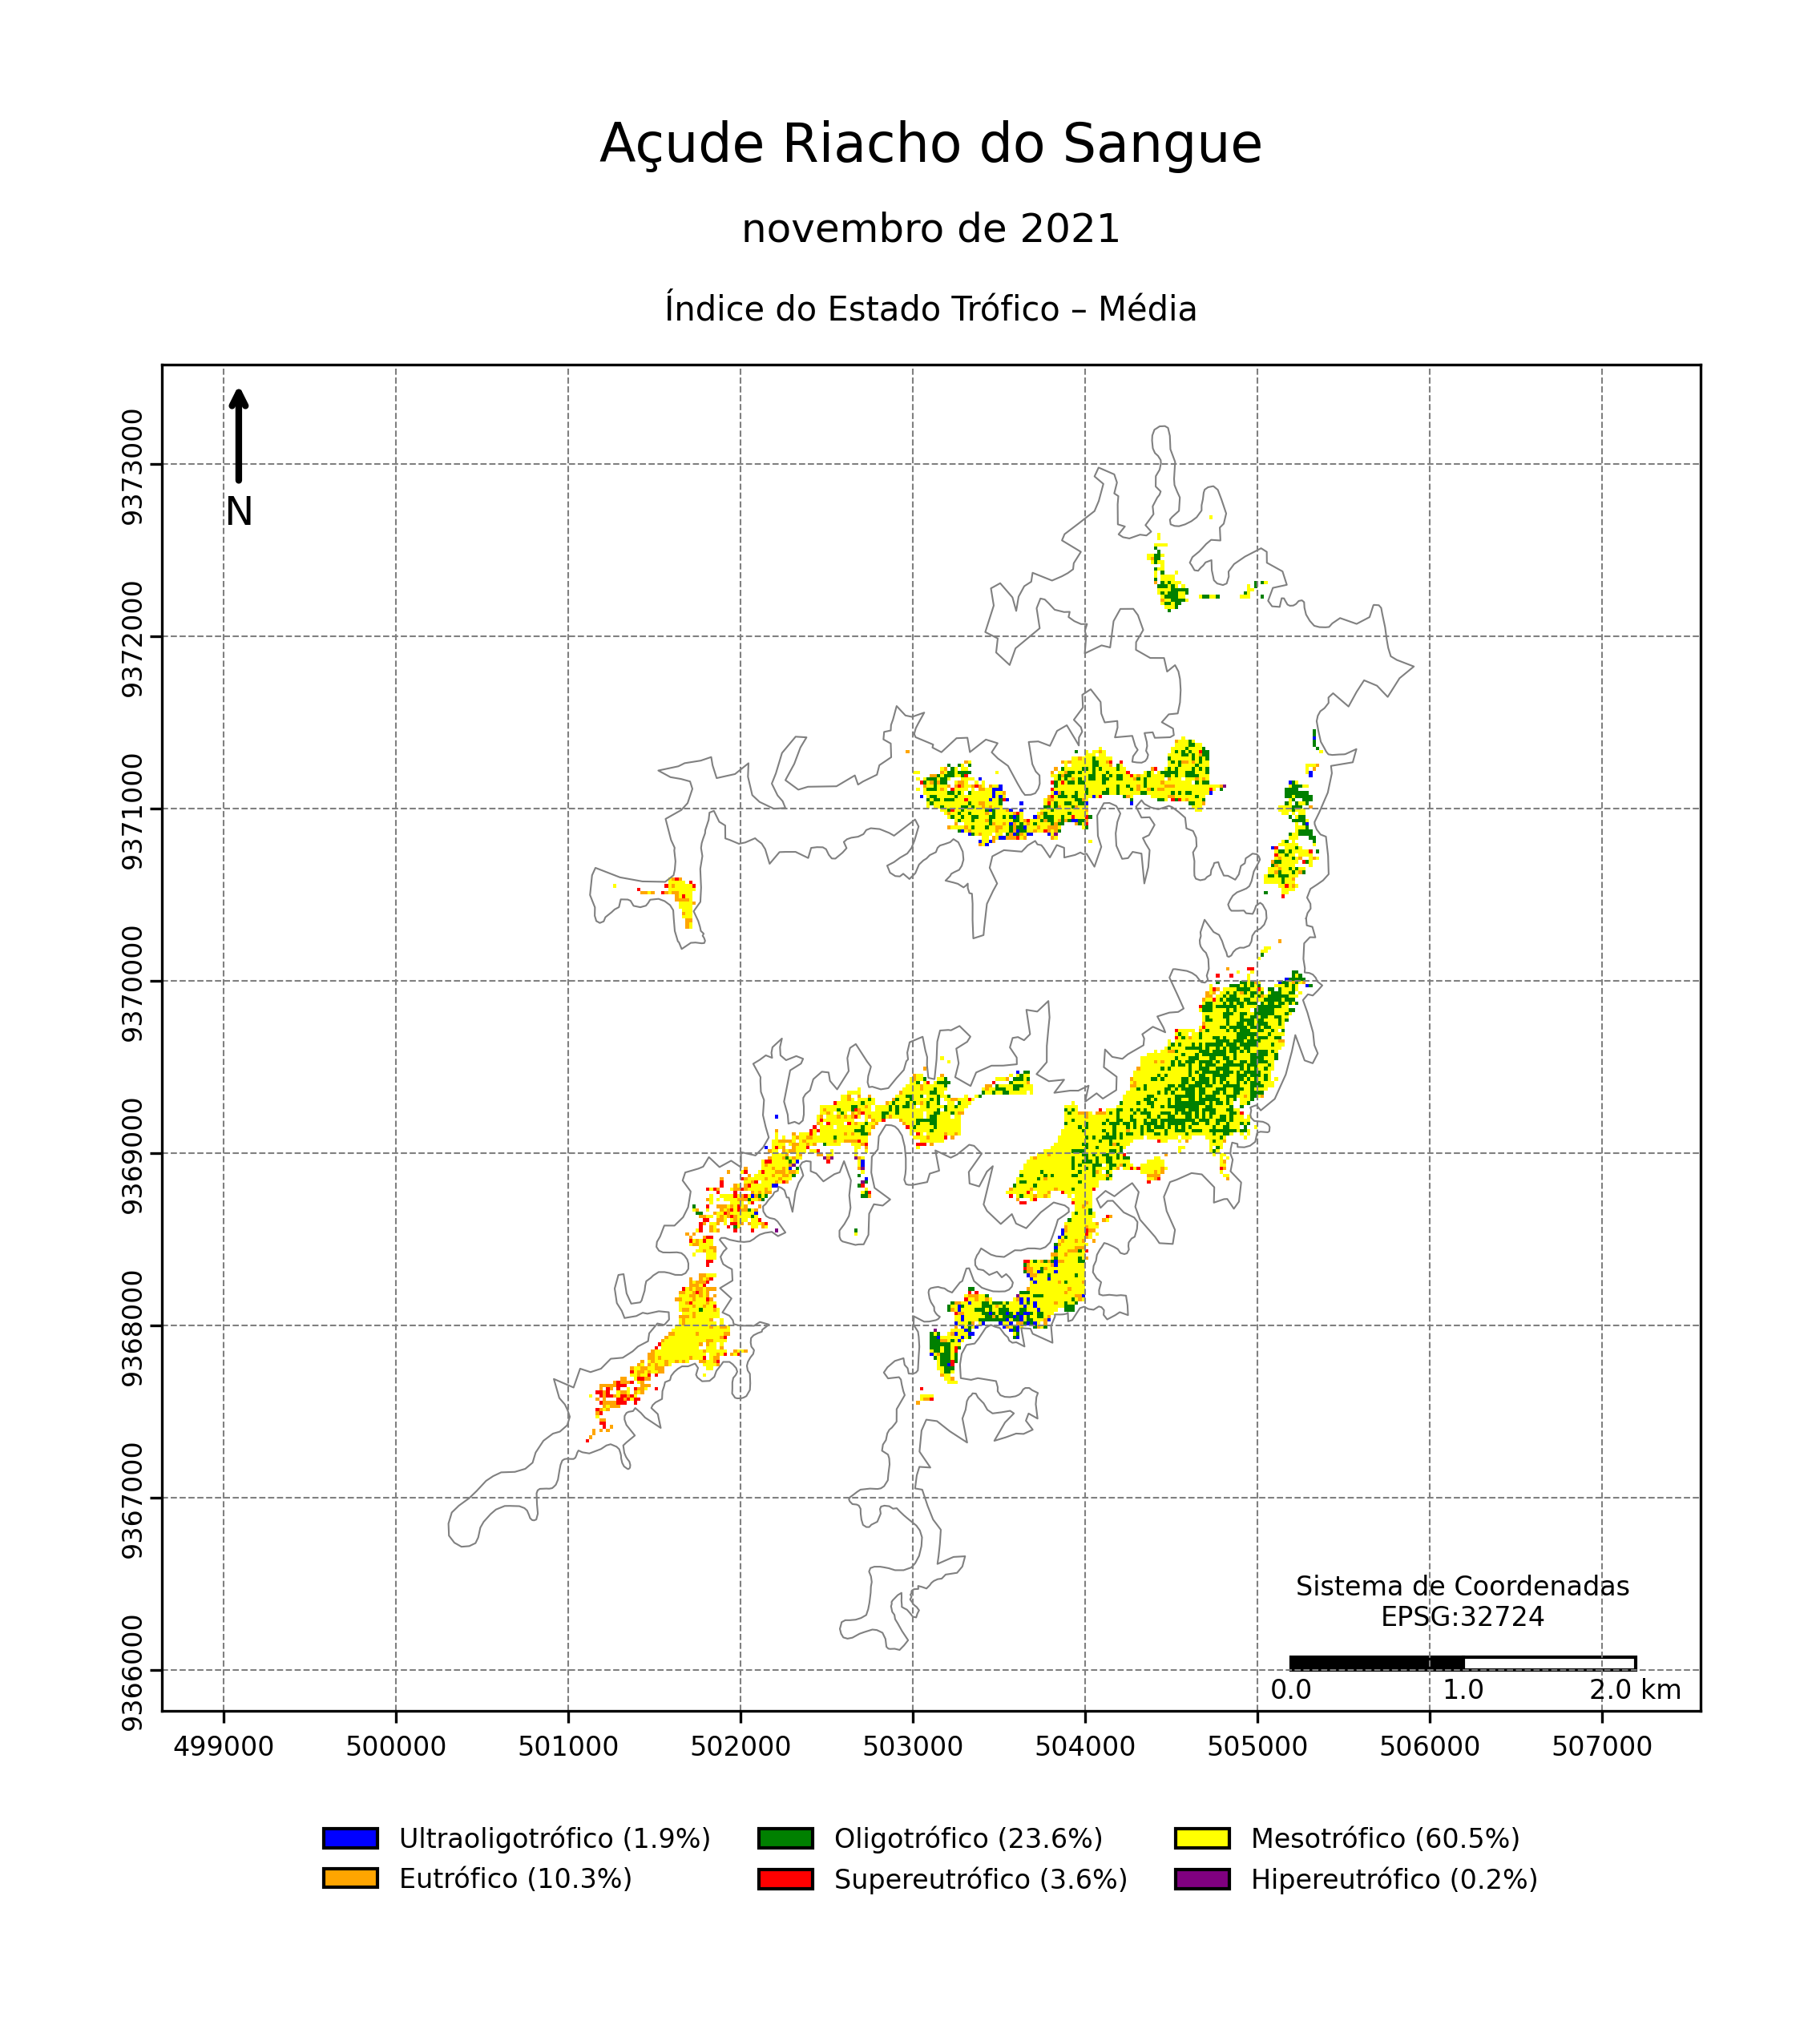 Açude Riacho do Sangue
novembro de 2021
Índice do Estado Trófico – Média
N
9373000
9372000
9371000
9370000
9369000
9368000
9367000
9366000
Sistema de Coordenadas
EPSG:32724
0.0 1.0 2.0 km
499000 500000 501000 502000 503000 504000 505000 506000 507000
Ultraoligotrófico (1.9%) Oligotrófico (23.6%) Mesotrófico (60.5%)
Eutrófico (10.3%) Supereutrófico (3.6%) Hipereutrófico (0.2%)